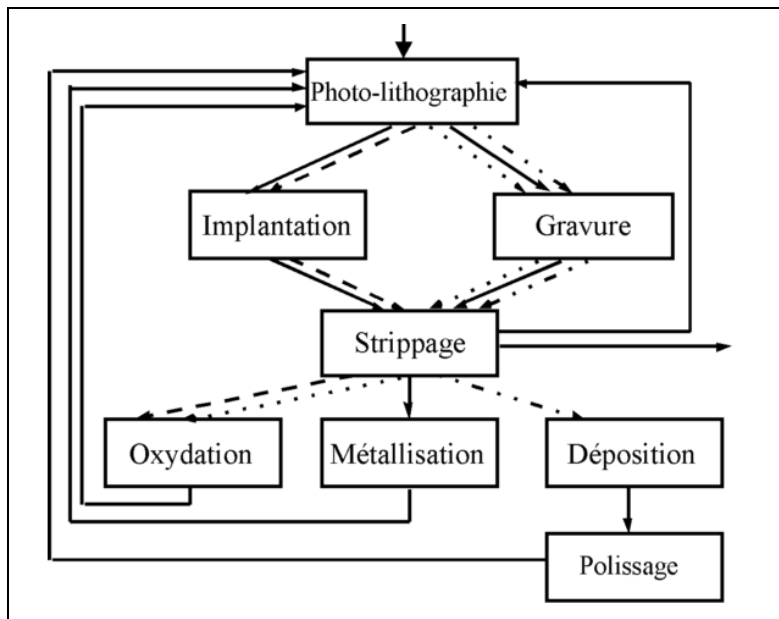 Photo-lithographie
Implantation
Gravure
Strippage
Oxydation
Métallisation
Déposition
Polissage